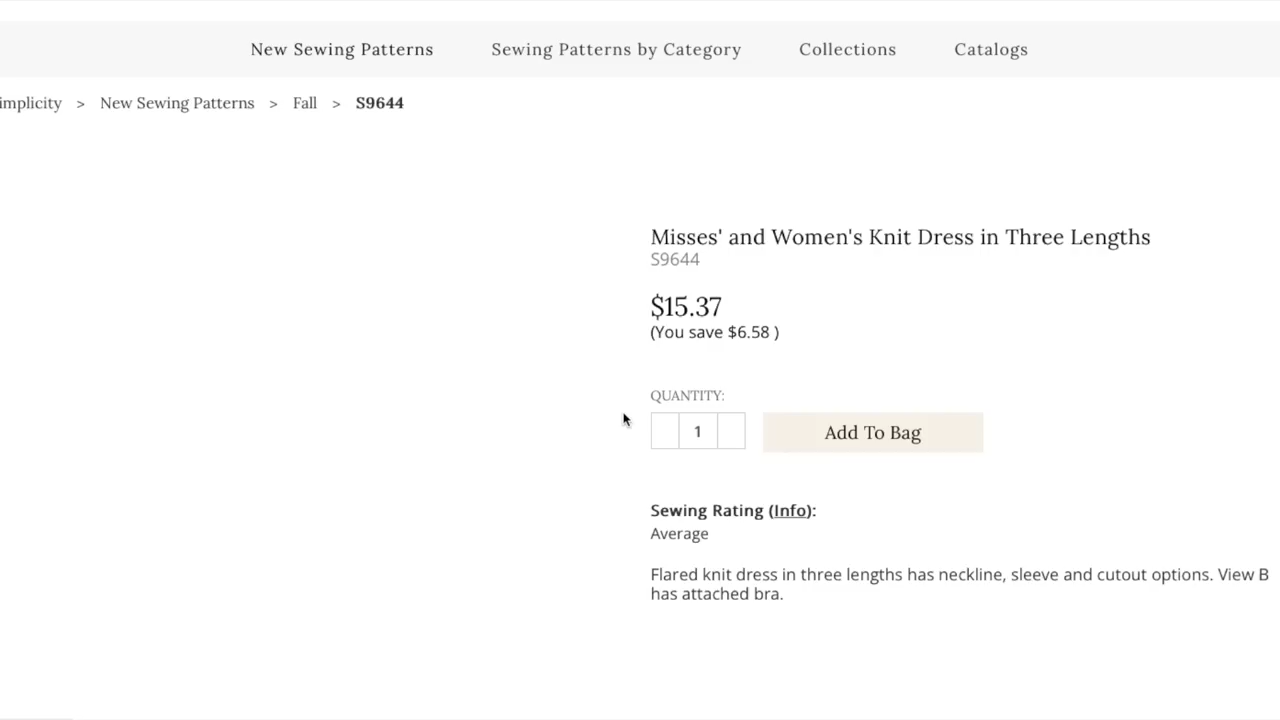 New Sewing Patterns Sewing Patterns by Category Collections Catalogs
implicity > New Sewing Patterns > Fall > S9644
Misses' and Women's Knit Dress in Three Lengths
S9644
$15.37
(You save $6.58 )
QUANTITY:
1 Add To Bag
Sewing Rating (Info):
Average
Flared knit dress in three lengths has neckline, sleeve and cutout options. View B
has attached bra.